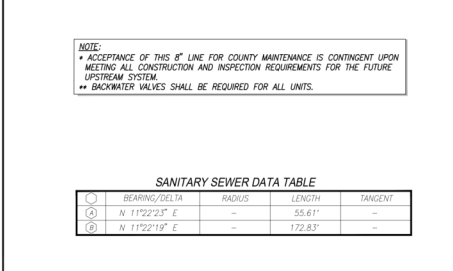 NOTE:
* ACCEPTANCE OF THIS 8" LINE FOR COUNTY MAINTENANCE IS CONTINGENT UPON
MEETING ALL CONSTRUCTION AND INSPECTION REQUIREMENTS FOR THE FUTURE
UPSTREAM SYSTEM.
** BACKWATER VALVES SHALL BE REQUIRED FOR ALL UNITS.
SANITARY SEWER DATA TABLE
BEARING/DELTA RADIUS LENGTH TANGENT
A N 11°22'23" E – 55.61' –
B N 11°22'19" E – 172.83' –